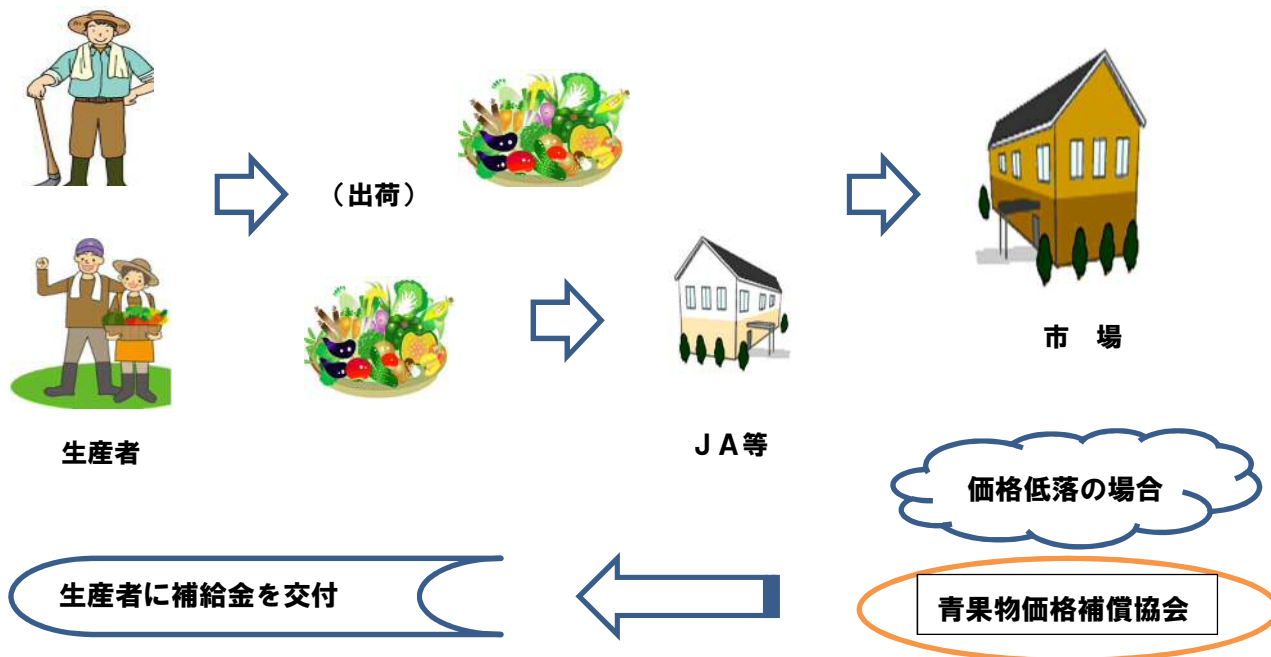 (出荷)
市 場
JA等
生産者
価格低落の場合
生産者に補給金を交付
青果物価格補償協会